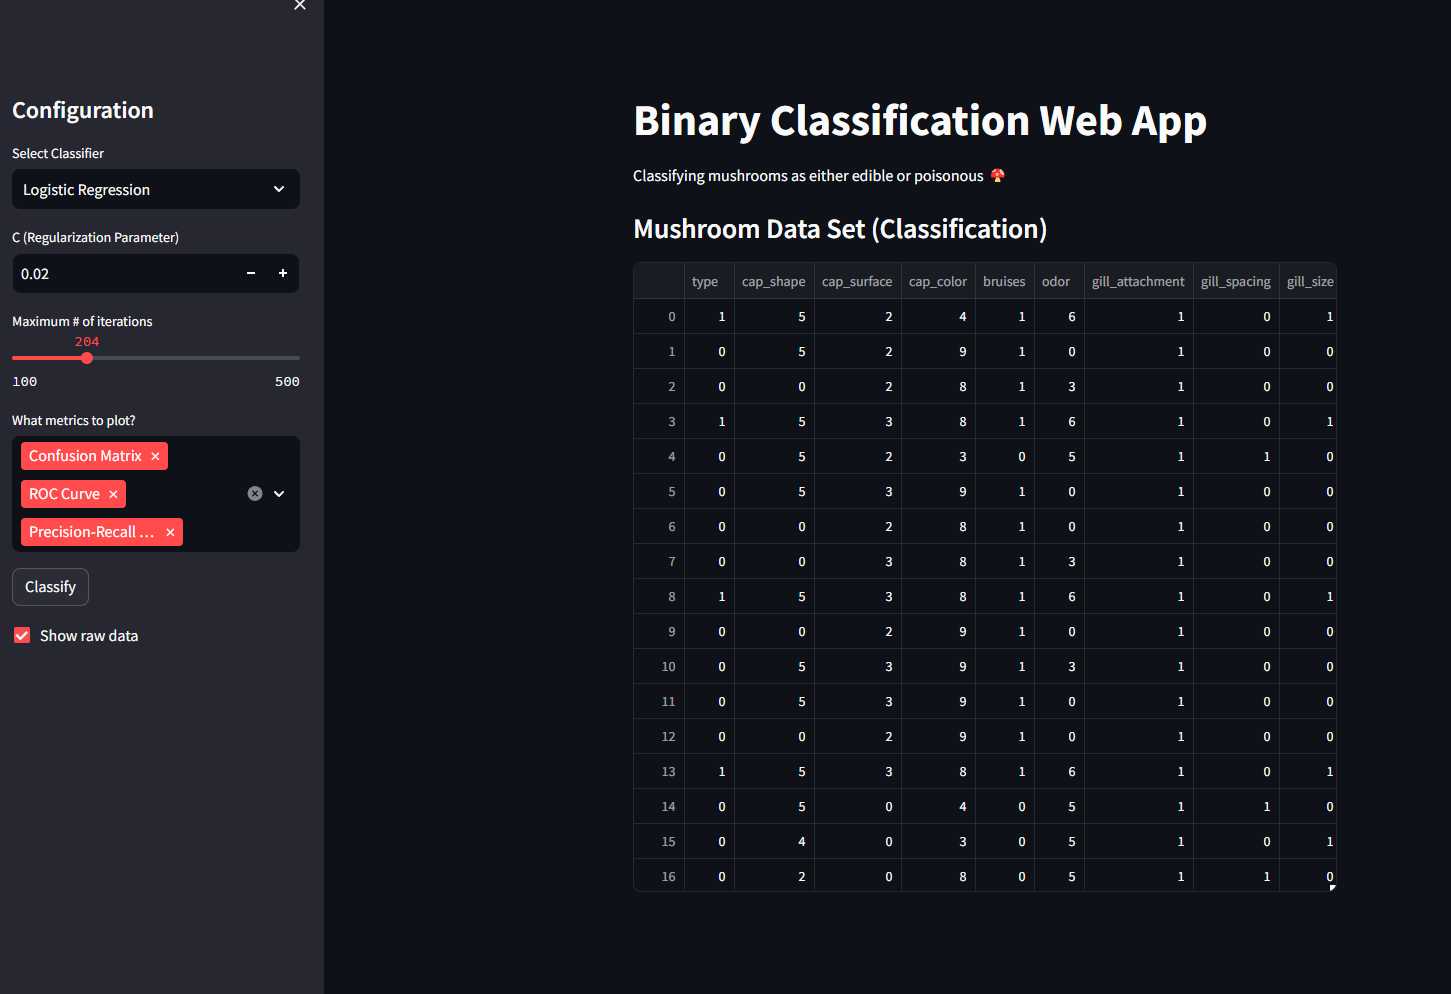 Configuration
Select Classifier
Logistic Regression
C (Regularization Parameter)
0.02
Maximum # of iterations
204
100 500
What metrics to plot?
Confusion Matrix
ROC Curve
Precision-Recall ...
Classify
Show raw data
Binary Classification Web App
Classifying mushrooms as either edible or poisonous 🍄
Mushroom Data Set (Classification)
type cap_shape cap_surface cap_color bruises odor gill_attachment gill_spacing gill_size
0 1 5 2 4 1 6 1 0 1
1 0 5 2 9 1 0 1 0 0
2 0 0 2 8 1 3 1 0 0
3 1 5 3 8 1 6 1 0 1
4 0 5 2 3 0 5 1 1 0
5 0 5 3 9 1 0 1 0 0
6 0 0 2 8 1 0 1 0 0
7 0 0 3 8 1 3 1 0 0
8 1 5 3 8 1 6 1 0 1
9 0 0 2 9 1 0 1 0 0
10 0 5 3 9 1 3 1 0 0
11 0 5 3 9 1 0 1 0 0
12 0 0 2 9 1 0 1 0 0
13 1 5 3 8 1 6 1 0 1
14 0 5 0 4 0 5 1 1 0
15 0 4 0 3 0 5 1 0 1
16 0 2 0 8 0 5 1 1 0